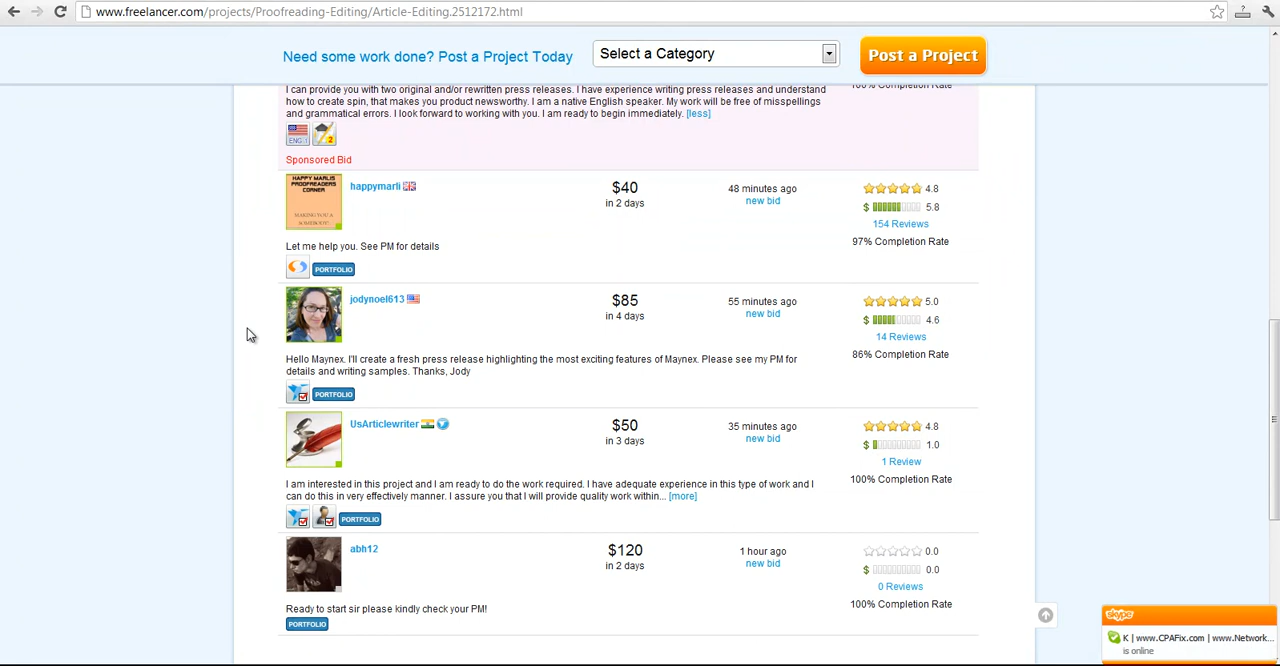 www.freelancer.com/projects/Proofreading-Editing/Article-Editing.2512172.html
Need some work done? Post a Project Today
Select a Category
Post a Project
I can provide you with two original and/or rewritten press releases. I have experience writing press releases and understand
how to create spin, that makes you product newsworthy. I am a native English speaker. My work will be free of misspellings
and grammatical errors. I look forward to working with you. I am ready to begin immediately. [less]
100% Completion Rate
Sponsored Bid
HAPPY MARLIS
PROOFREADERS
CORNER
MAKING YOU A
SOMEBODY!
happymarli
$40
in 2 days
48 minutes ago
new bid
4.8
$ 5.8
154 Reviews
97% Completion Rate
Let me help you. See PM for details
PORTFOLIO
jodynoel613
$85
in 4 days
55 minutes ago
new bid
5.0
$ 4.6
14 Reviews
86% Completion Rate
Hello Maynex. I'll create a fresh press release highlighting the most exciting features of Maynex. Please see my PM for
details and writing samples. Thanks, Jody
PORTFOLIO
UsArticlewriter
$50
in 3 days
35 minutes ago
new bid
4.8
$ 1.0
1 Review
100% Completion Rate
I am interested in this project and I am ready to do the work required. I have adequate experience in this type of work and I
can do this in very effectively manner. I assure you that I will provide quality work within... [more]
PORTFOLIO
abh12
$120
in 2 days
1 hour ago
new bid
0.0
$ 0.0
0 Reviews
100% Completion Rate
Ready to start sir please kindly check your PM!
PORTFOLIO
skype
K | www.CPAFix.com | www.Network...
is online